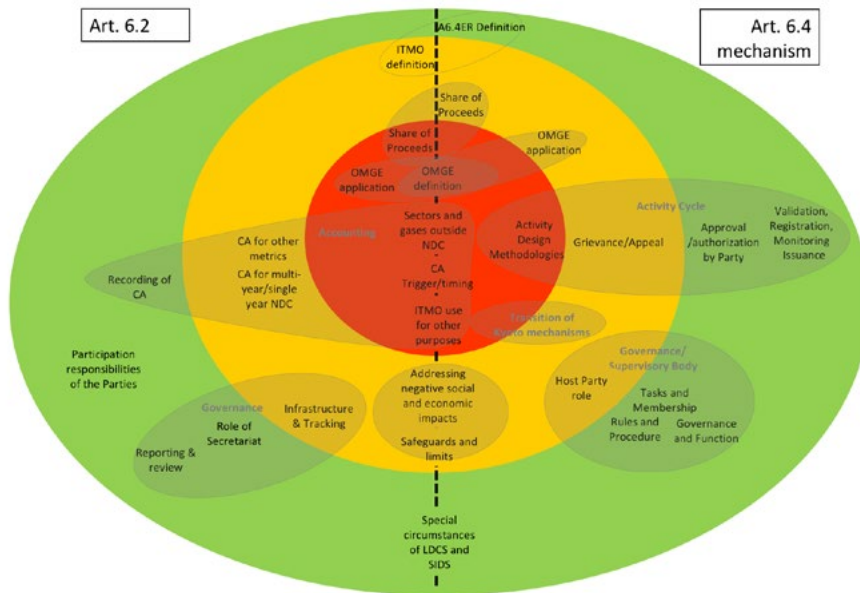 Art. 6.2
Art. 6.4
mechanism
A6.4ER Definition
ITMO
definition
Share of
Proceeds
Share of
Proceeds
OMGE
application
OMGE
application
OMGE
definition
Activity Cycle
Accounting
Sectors and
gases outside
NDC
CA
Trigger/timing
ITMO use
for other
purposes
CA for other
metrics
CA for multi-
year/single
year NDC
Recording of
CA
Activity
Design
Methodologies
Grievance/Appeal
Approval
/authorization
by Party
Validation,
Registration,
Monitoring
Issuance
Transition of
Kyoto mechanisms
Participation
responsibilities
of the Parties
Governance
Role of
Secretariat
Infrastructure
& Tracking
Reporting &
review
Addressing
negative social
and economic
impacts
Safeguards and
limits
Governance/
Supervisory Body
Host Party
role
Tasks and
Membership
Rules and
Procedure
Governance
and Function
Special
circumstances
of LDCS and
SIDS